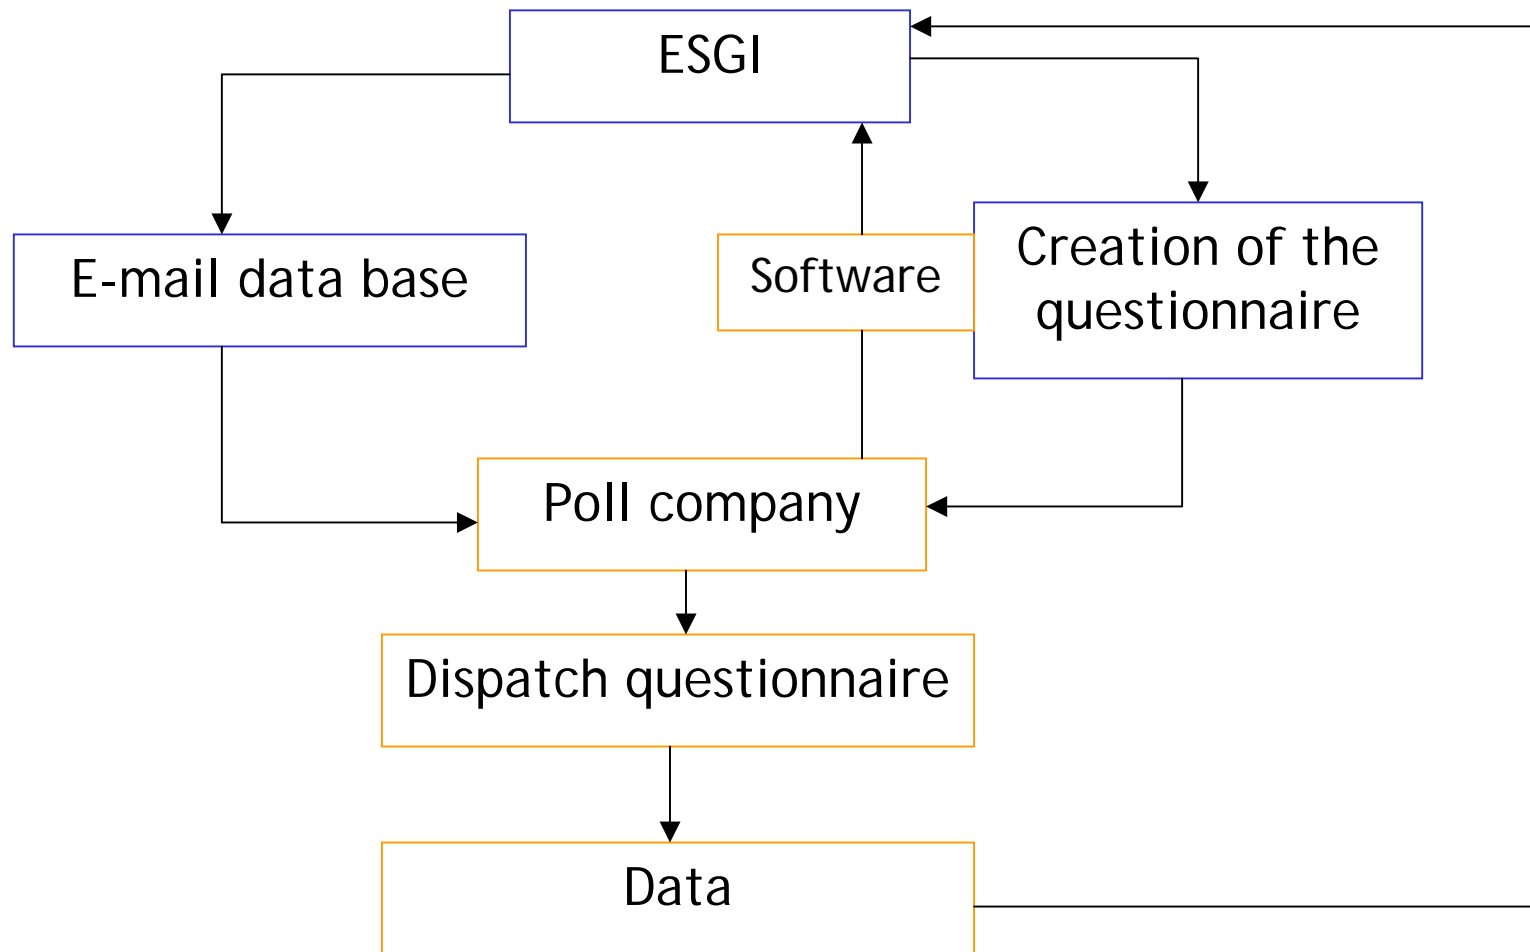 ESGI
E-mail data base
Software
Creation of the
questionnaire
Poll company
Dispatch questionnaire
Data